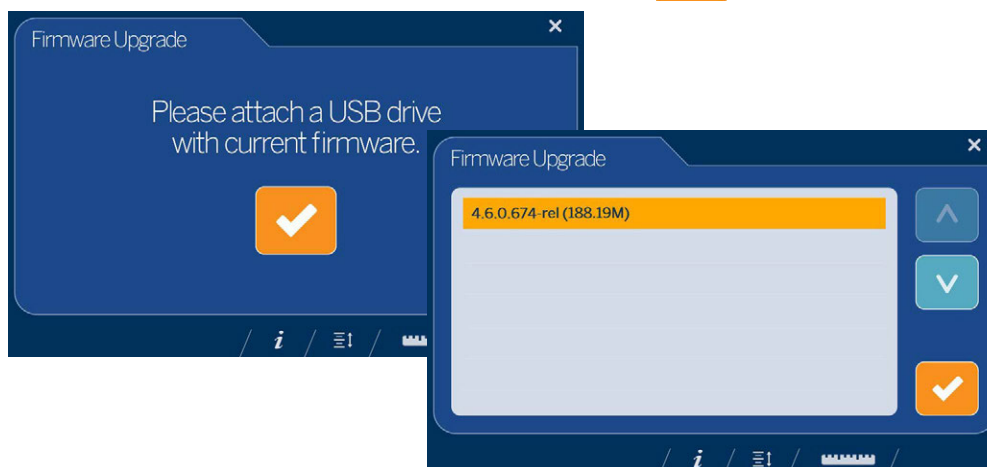 Firmware Upgrade
Please attach a USB drive
with current firmware.
Firmware Upgrade
4.6.0.674-rel (188.19M)